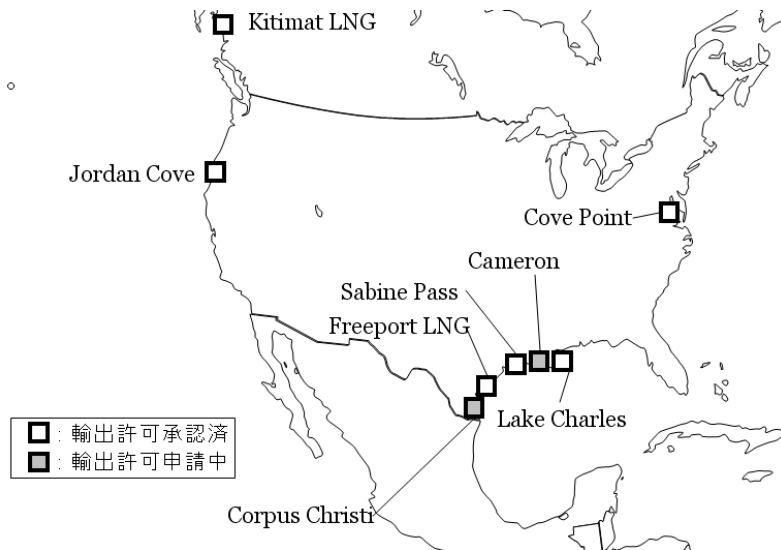 Kitimat LNG
Jordan Cove
Cove Point
Cameron
Sabine Pass
Freeport LNG
Lake Charles
: 輸出許可承認済
: 輸出許可申請中
Corpus Christi